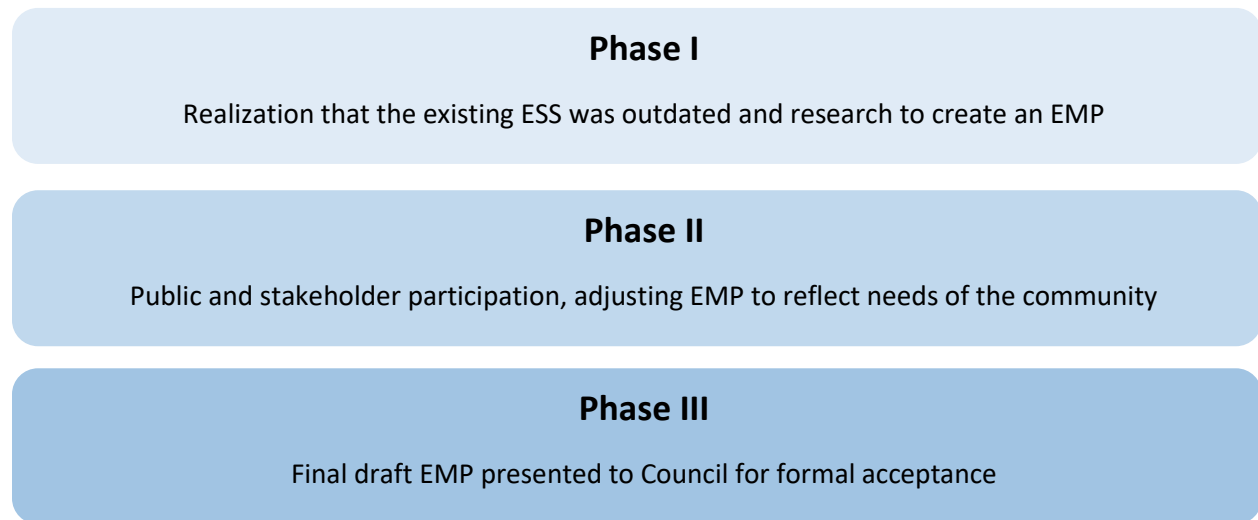 Phase I
Realization that the existing ESS was outdated and research to create an EMP
Phase II
Public and stakeholder participation, adjusting EMP to reflect needs of the community
Phase III
Final draft EMP presented to Council for formal acceptance